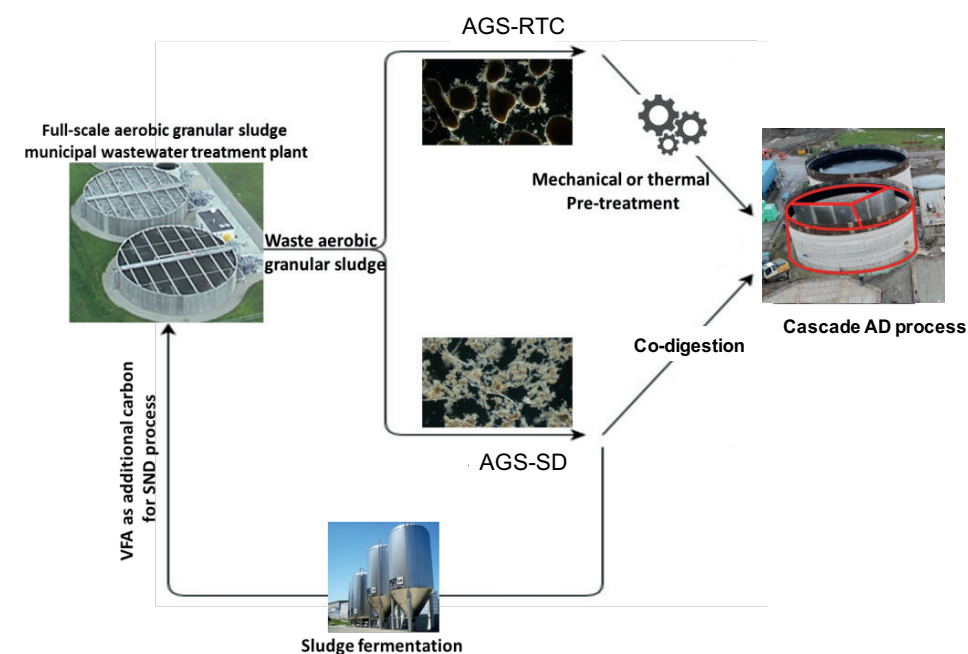 AGS-RTC
Full-scale aerobic granular sludge
municipal wastewater treatment plant
Mechanical or thermal
Pre-treatment
Waste aerobic
granular sludge
Cascade AD process
Co-digestion
VFA as additional carbon
for SND process
AGS-SD
Sludge fermentation